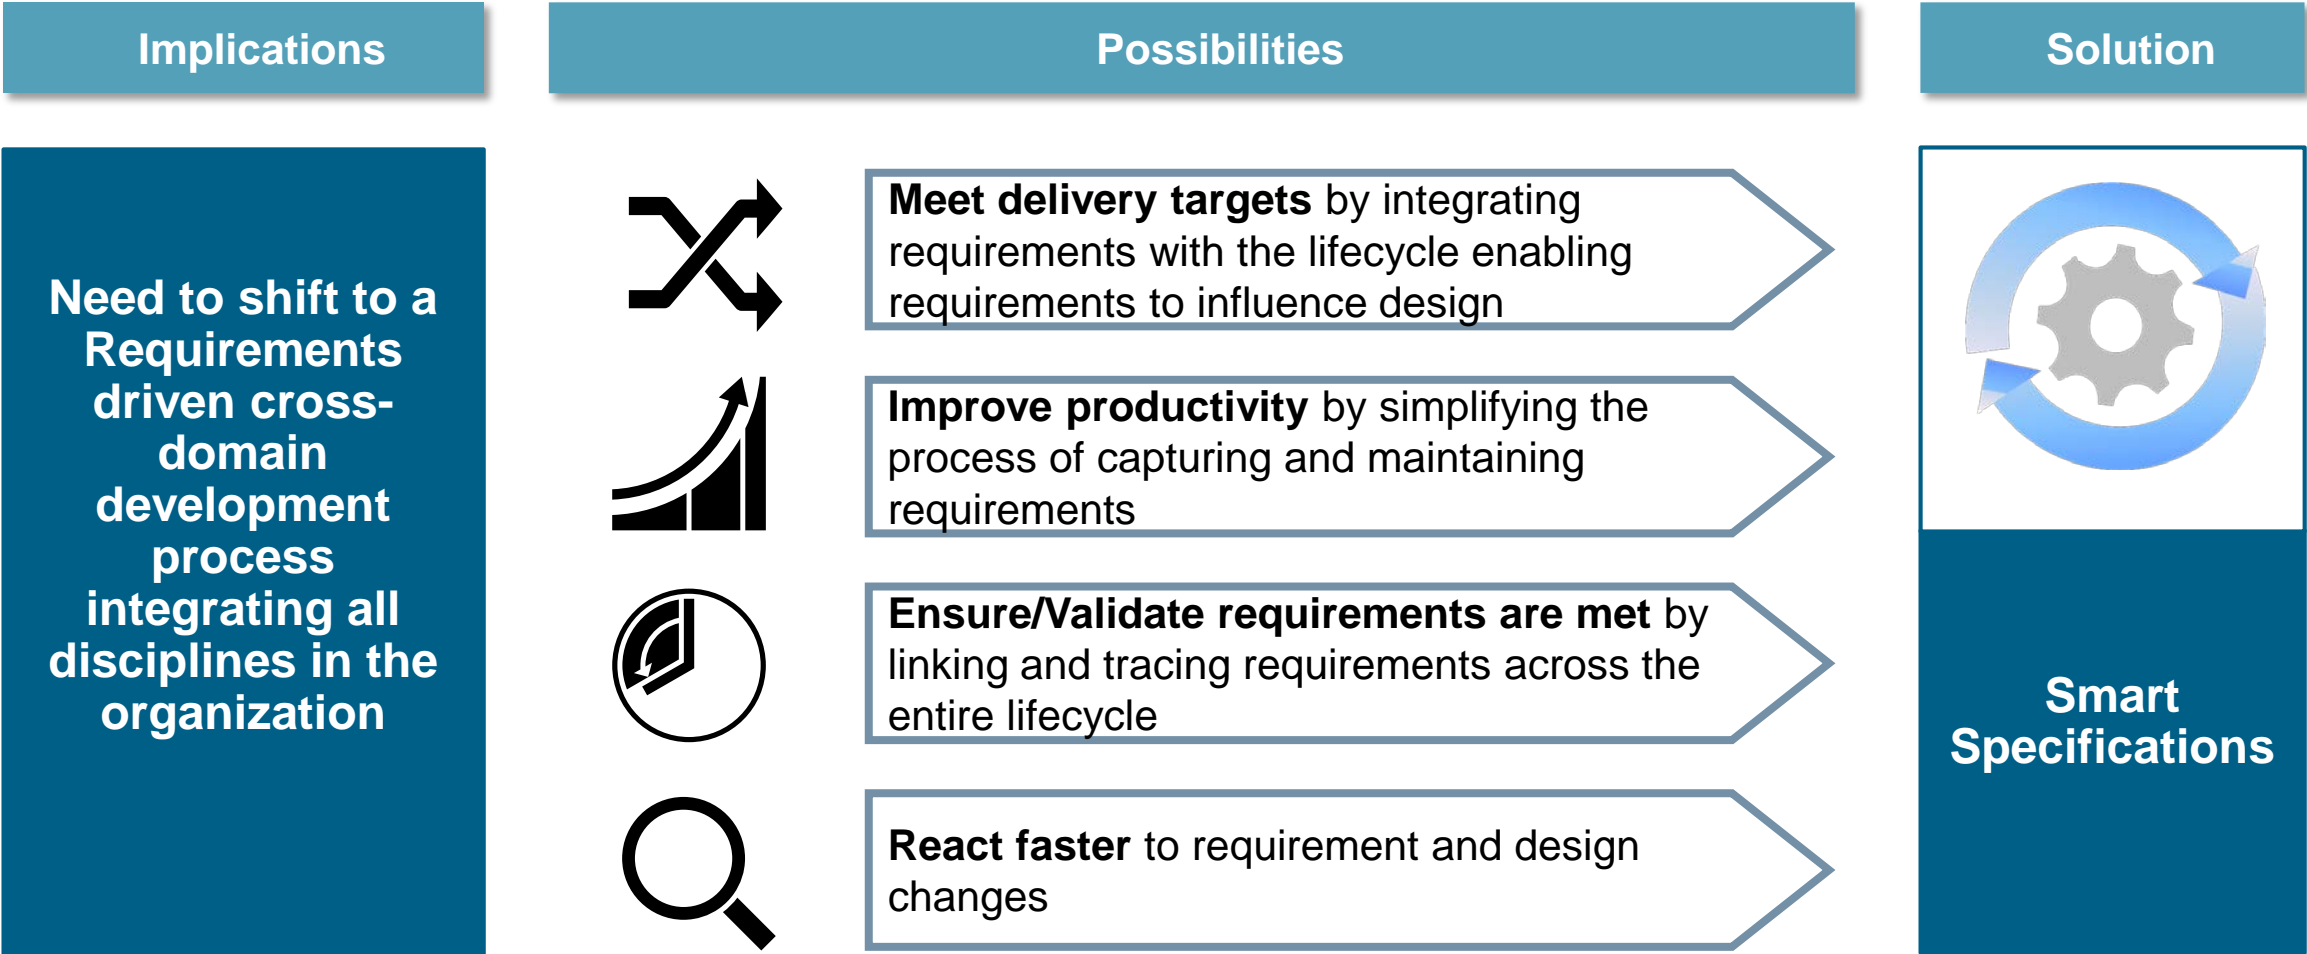 Implications
Possibilities
Solution
Need to shift to a
Requirements
driven cross-
domain
development
process
integrating all
disciplines in the
organization
Meet delivery targets by integrating
requirements with the lifecycle enabling
requirements to influence design
Improve productivity by simplifying the
process of capturing and maintaining
requirements
Ensure/Validate requirements are met by
linking and tracing requirements across the
entire lifecycle
React faster to requirement and design
changes
Smart
Specifications